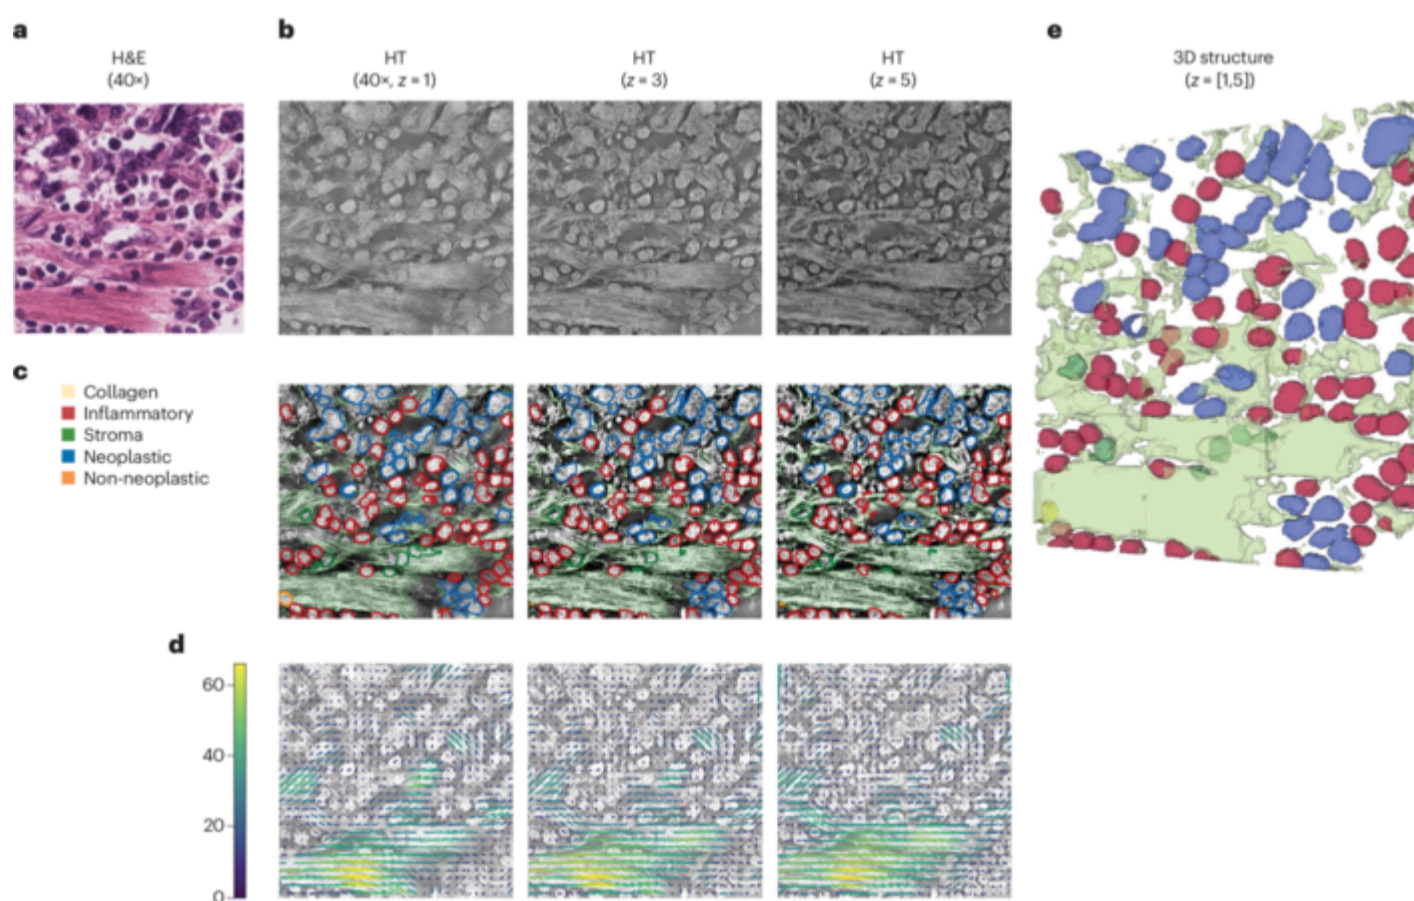 a
H&E
(40×)
b
HT
(40×, z = 1)
HT
(z = 3)
HT
(z = 5)
e
3D structure
(z = [1,5])
c
Collagen
Inflammatory
Stroma
Neoplastic
Non-neoplastic
d
60
40
20
0